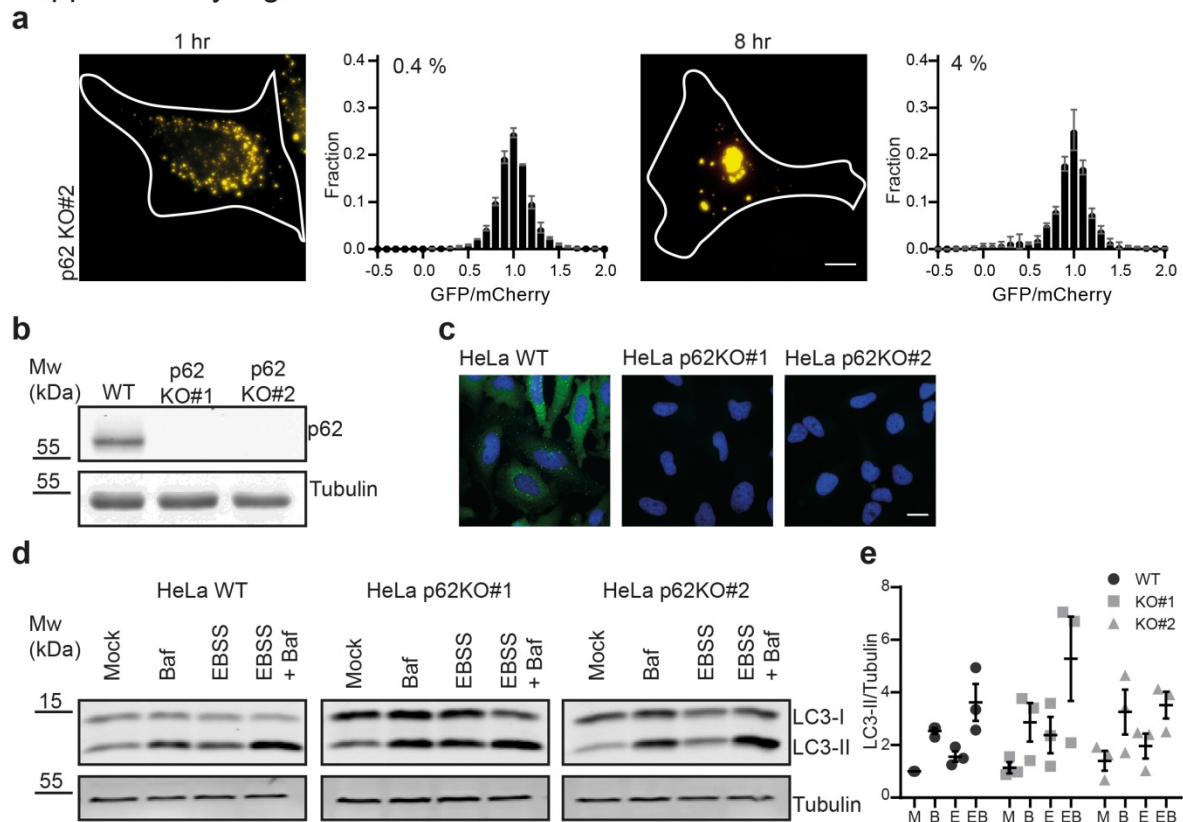 a
1 hr
8 hr
p62 KO#2
0.4 %
4 %
Fraction
0.4
0.3
0.2
0.1
0.0
-0.5 0.0 0.5 1.0 1.5 2.0
GFP/mCherry
Fraction
0.4
0.3
0.2
0.1
0.0
-0.5 0.0 0.5 1.0 1.5 2.0
GFP/mCherry
b
Mw
(kDa)
WT
p62
KO#1
p62
KO#2
55
p62
55
Tubulin
c
HeLa WT
HeLa p62KO#1
HeLa p62KO#2
d
HeLa WT
HeLa p62KO#1
HeLa p62KO#2
Mw
(kDa)
Mock
Baf
EBSS
EBSS
+ Baf
Mock
Baf
EBSS
EBSS
+ Baf
Mock
Baf
EBSS
EBSS
+ Baf
15
LC3-I
LC3-II
55
Tubulin
e
WT
KO#1
KO#2
LC3-II/Tubulin
8
6
4
2
0
M B E EB M B E EB M B E EB